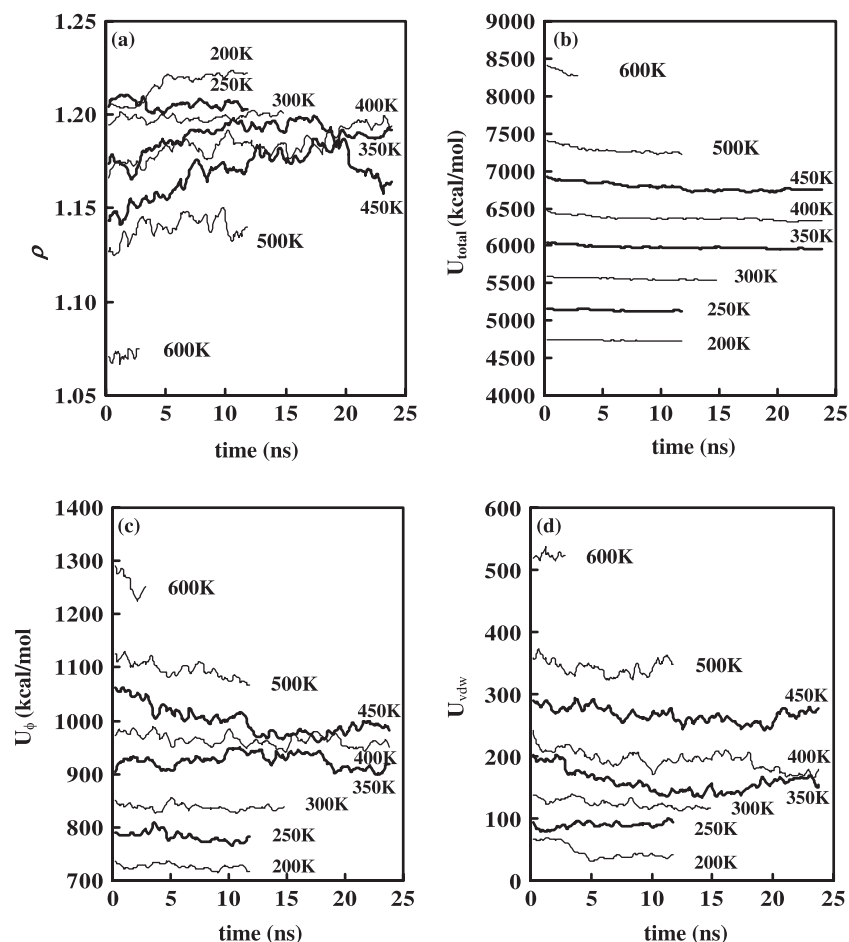 (a)
1.25
1.20
1.15
1.10
1.05
ρ
0 5 10 15 20 25
time (ns)
200K
250K
300K
400K
350K
450K
500K
600K
(b)
9000
8500
8000
7500
7000
6500
6000
5500
5000
4500
4000
U_total (kcal/mol)
0 5 10 15 20 25
time (ns)
600K
500K
450K
400K
350K
300K
250K
200K
(c)
1400
1300
1200
1100
1000
900
800
700
U_ϕ (kcal/mol)
0 5 10 15 20 25
time (ns)
600K
500K
450K
400K
350K
300K
250K
200K
(d)
600
500
400
300
200
100
0
U_vdw
0 5 10 15 20 25
time (ns)
600K
500K
450K
400K
350K
300K
250K
200K